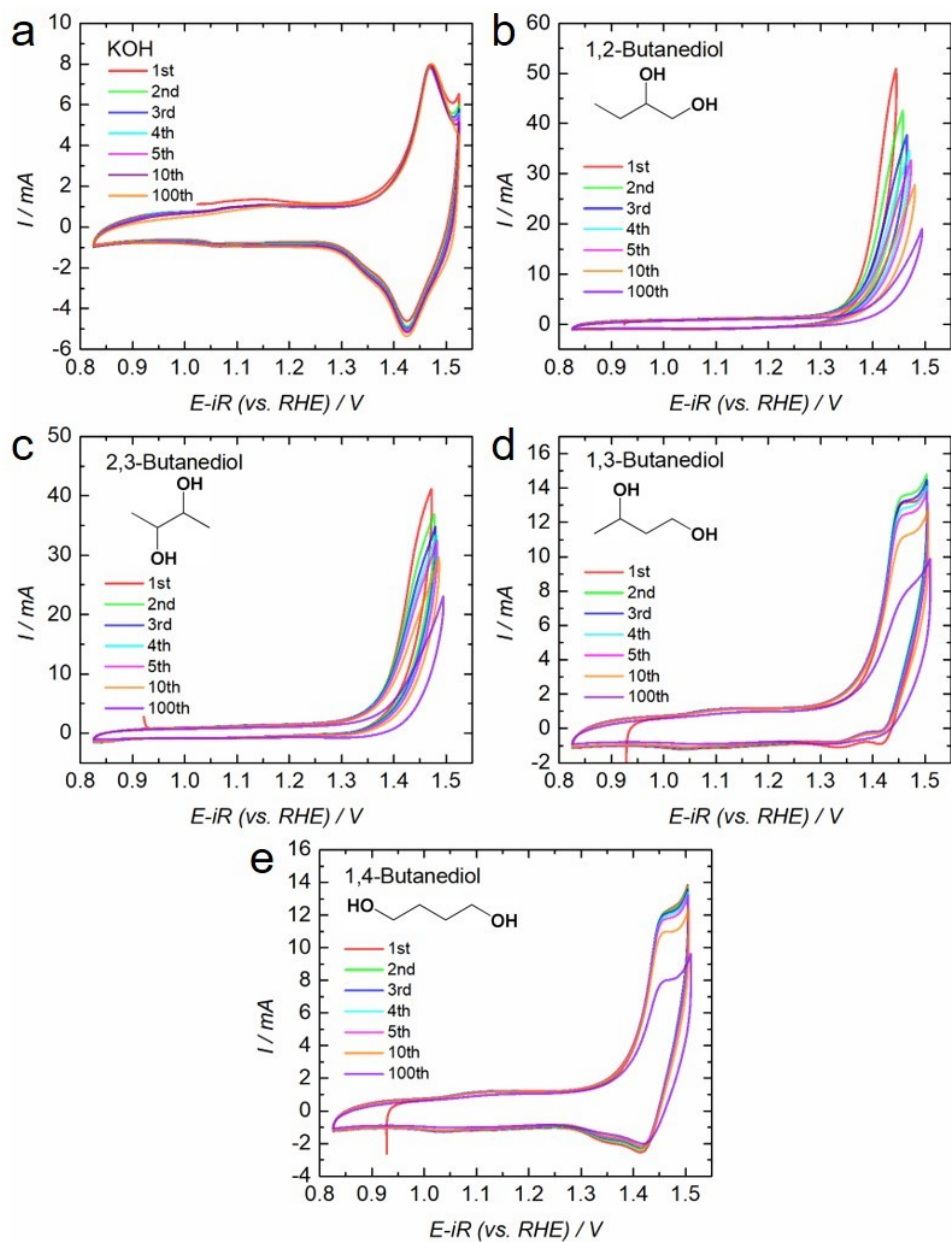 a
KOH
1st
2nd
3rd
4th
5th
10th
100th
8
6
4
2
0
-2
-4
-6
I / mA
0.8 0.9 1.0 1.1 1.2 1.3 1.4 1.5
E-iR (vs. RHE) / V
b
1,2-Butanediol
OH
OH
1st
2nd
3rd
4th
5th
10th
100th
60
50
40
30
20
10
0
I / mA
0.8 0.9 1.0 1.1 1.2 1.3 1.4 1.5
E-iR (vs. RHE) / V
c
2,3-Butanediol
OH
OH
1st
2nd
3rd
4th
5th
10th
100th
50
40
30
20
10
0
I / mA
0.8 0.9 1.0 1.1 1.2 1.3 1.4 1.5
E-iR (vs. RHE) / V
d
1,3-Butanediol
OH
OH
1st
2nd
3rd
4th
5th
10th
100th
16
14
12
10
8
6
4
2
0
-2
I / mA
0.8 0.9 1.0 1.1 1.2 1.3 1.4 1.5
E-iR (vs. RHE) / V
e
1,4-Butanediol
HO
OH
1st
2nd
3rd
4th
5th
10th
100th
16
14
12
10
8
6
4
2
0
-2
-4
I / mA
0.8 0.9 1.0 1.1 1.2 1.3 1.4 1.5
E-iR (vs. RHE) / V